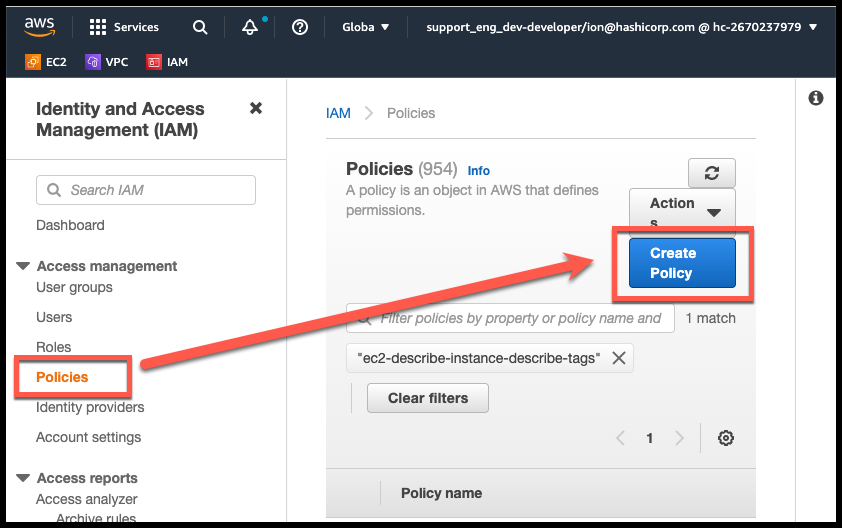 aws
Services
Globa
support_eng_dev-developer/ion@hashicorp.com @ hc-2670237979
EC2
VPC
IAM
Identity and Access
Management (IAM)
Search IAM
Dashboard
Access management
User groups
Users
Roles
Policies
Identity providers
Account settings
Access reports
Access analyzer
Archive rules
IAM
Policies
Policies (954) Info
A policy is an object in AWS that defines
permissions.
Action
s
Create
Policy
Filter policies by property or policy name and
1 match
"ec2-describe-instance-describe-tags"
Clear filters
1
Policy name